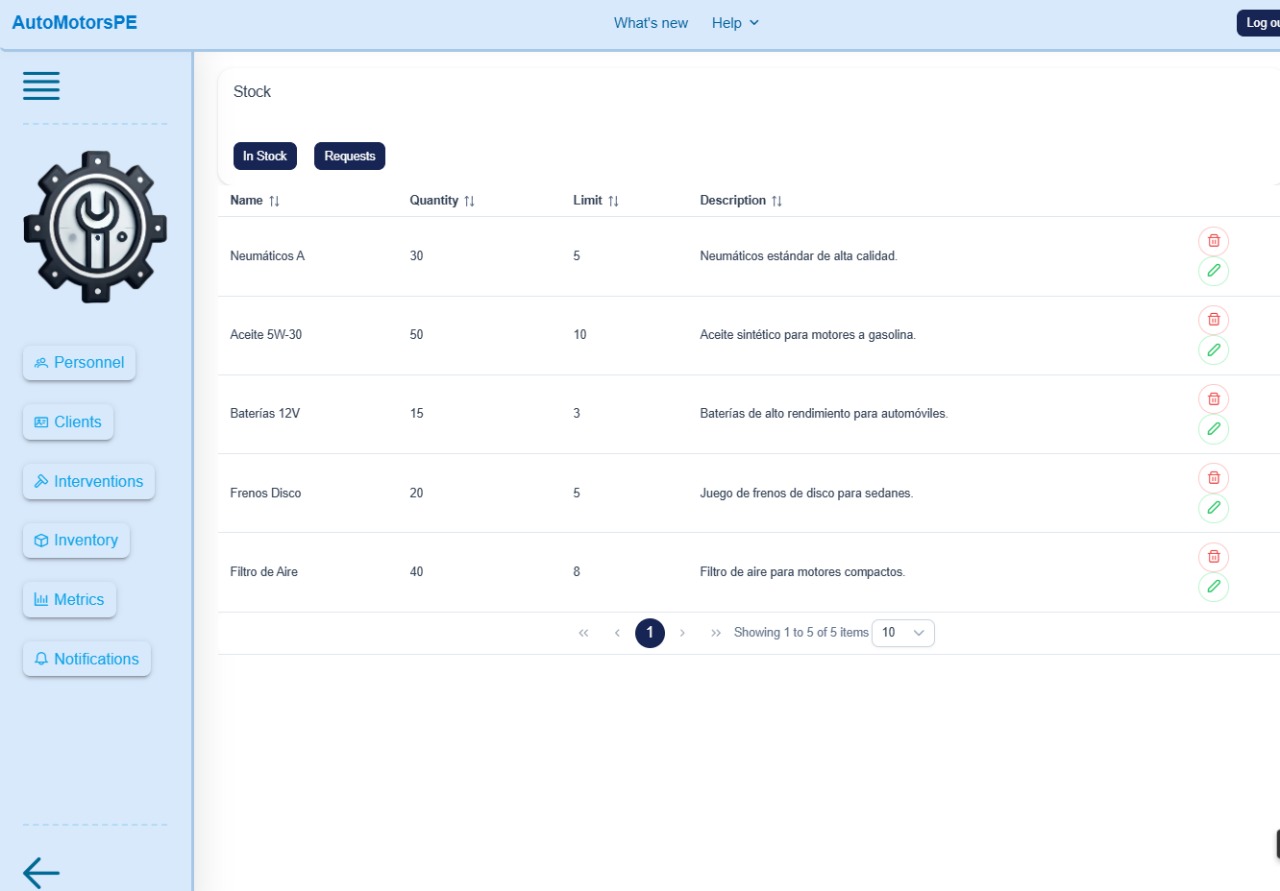 AutoMotorsPE What's new Help Log ou
Stock
In Stock Requests
Name Quantity Limit Description
Neumáticos A 30 5 Neumáticos estándar de alta calidad.
Aceite 5W-30 50 10 Aceite sintético para motores a gasolina.
Personnel
Clients
Baterías 12V 15 3 Baterías de alto rendimiento para automóviles.
Interventions
Frenos Disco 20 5 Juego de frenos de disco para sedanes.
Inventory
Filtro de Aire 40 8 Filtro de aire para motores compactos.
Metrics
« ‹ 1 › » Showing 1 to 5 of 5 items 10
Notifications